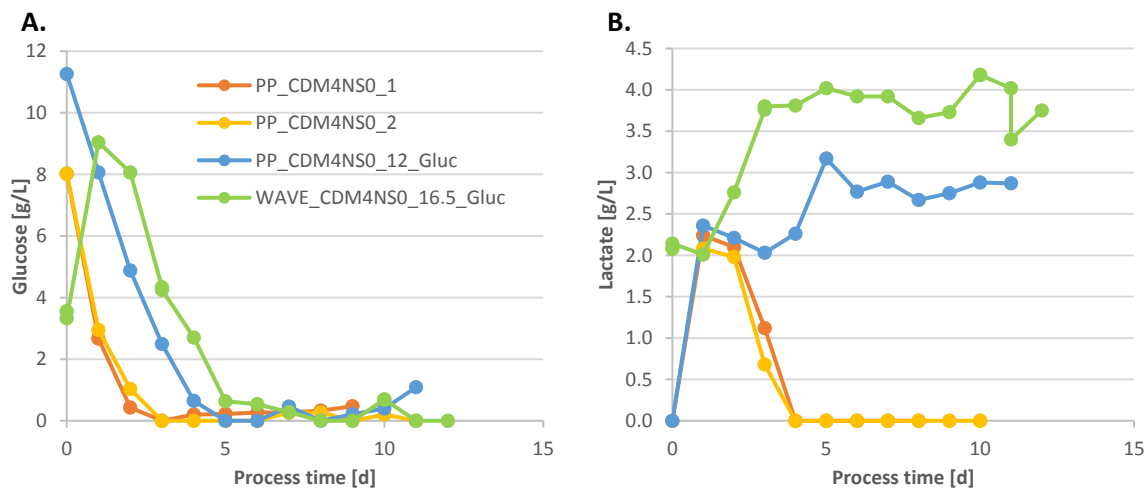 A.
12
10
8
6
4
2
0
Glucose [g/L]
PP_CDM4NS0_1
PP_CDM4NS0_2
PP_CDM4NS0_12_Gluc
WAVE_CDM4NS0_16.5_Gluc
0 5 10 15
Process time [d]
B.
4.5
4.0
3.5
3.0
2.5
2.0
1.5
1.0
0.5
0.0
Lactate [g/L]
0 5 10 15
Process time [d]